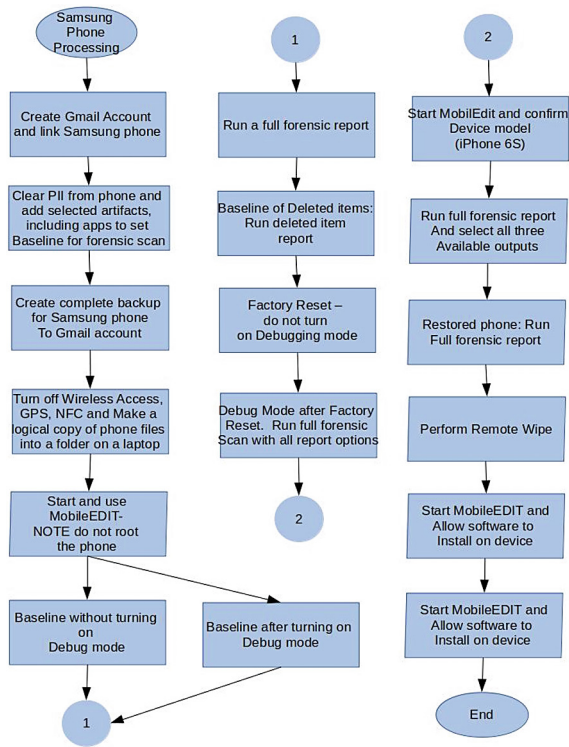 Samsung
Phone
Processing
Create Gmail Account
and link Samsung phone
Clear PII from phone and
add selected artifacts,
including apps to set
Baseline for forensic scan
Create complete backup
for Samsung phone
To Gmail account
Turn off Wireless Access,
GPS, NFC and Make a
logical copy of phone files
into a folder on a laptop
Start and use
MobileEDIT-
NOTE do not root
the phone
Baseline without turning
on
Debug mode
Baseline after turning on
Debug mode
1
1
Run a full forensic report
Baseline of Deleted items:
Run deleted item
report
Factory Reset –
do not turn
on Debugging mode
Debug Mode after Factory
Reset.  Run full forensic
Scan with all report options
2
2
Start MobilEdit and confirm
Device model
(iPhone 6S)
Run full forensic report
And select all three
Available outputs
Restored phone: Run
Full forensic report
Perform Remote Wipe
Start MobileEDIT and
Allow software to
Install on device
Start MobileEDIT and
Allow software to
Install on device
End